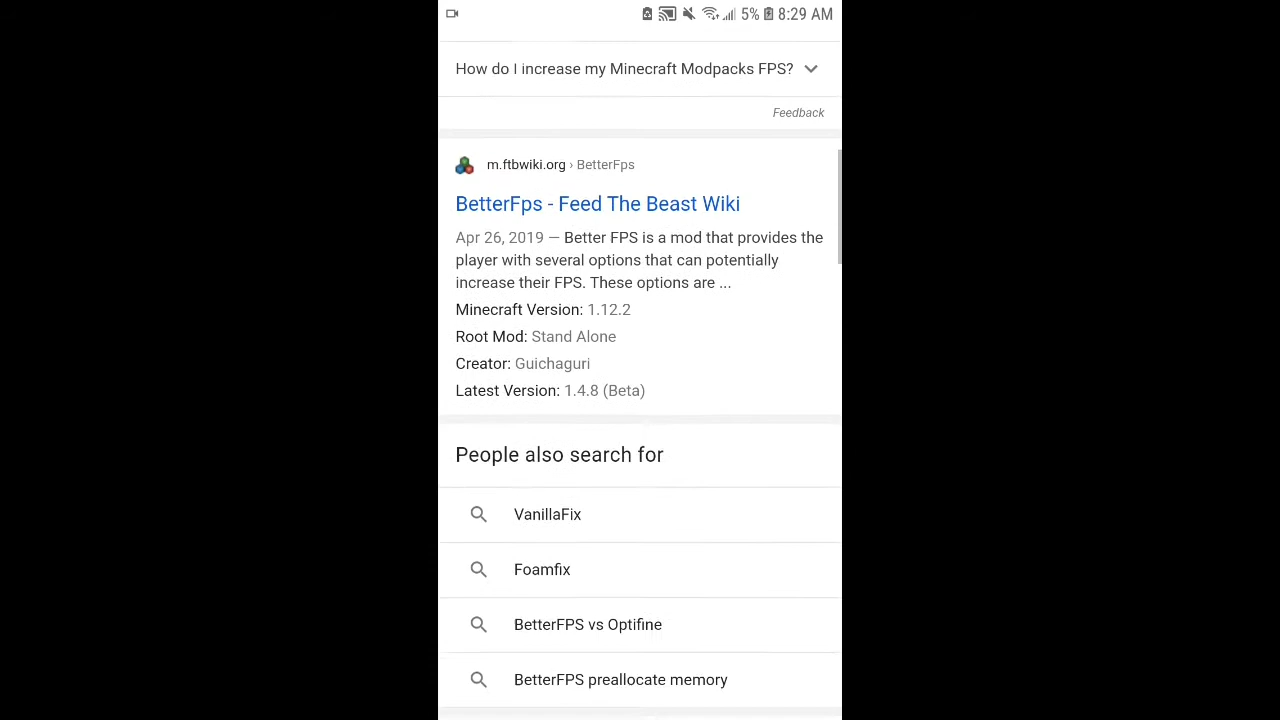 5% 8:29 AM
How do I increase my Minecraft Modpacks FPS?
Feedback
m.ftbwiki.org › BetterFps
BetterFps - Feed The Beast Wiki
Apr 26, 2019 — Better FPS is a mod that provides the
player with several options that can potentially
increase their FPS. These options are ...
Minecraft Version: 1.12.2
Root Mod: Stand Alone
Creator: Guichaguri
Latest Version: 1.4.8 (Beta)
People also search for
VanillaFix
Foamfix
BetterFPS vs Optifine
BetterFPS preallocate memory